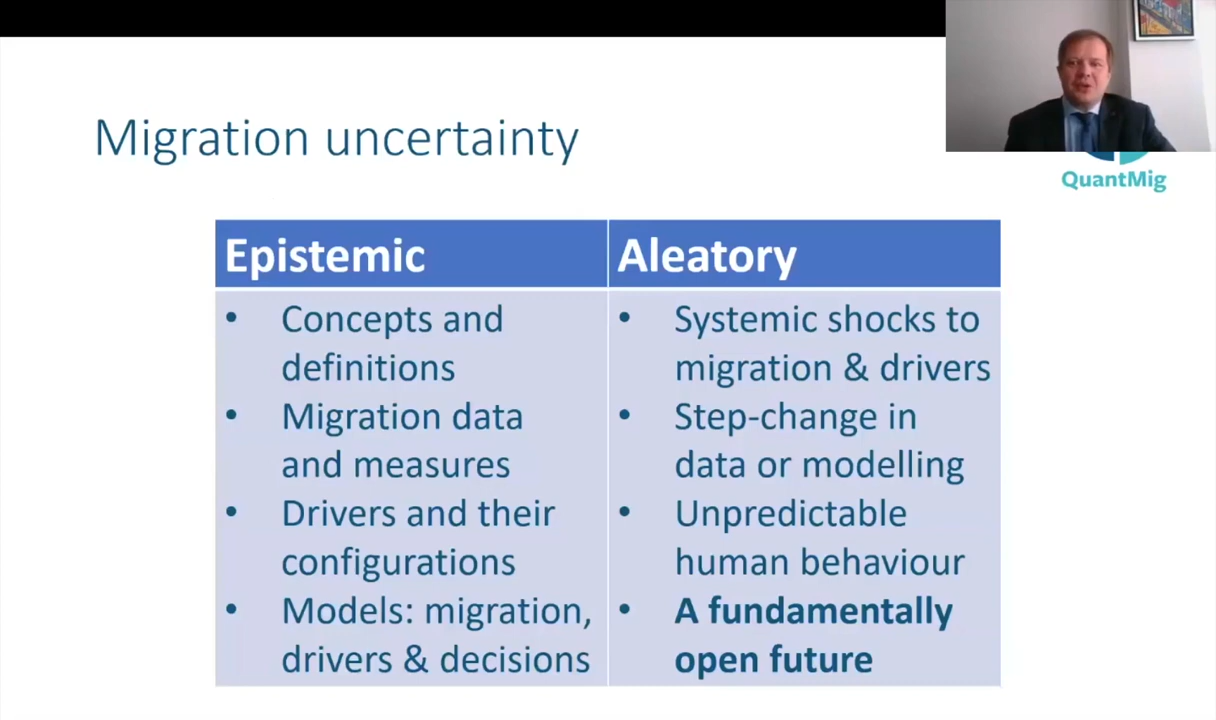 Migration uncertainty
QuantMig
Epistemic
• Concepts and
definitions
• Migration data
and measures
• Drivers and their
configurations
• Models: migration,
drivers & decisions
Aleatory
• Systemic shocks to
migration & drivers
• Step-change in
data or modelling
• Unpredictable
human behaviour
• A fundamentally
open future